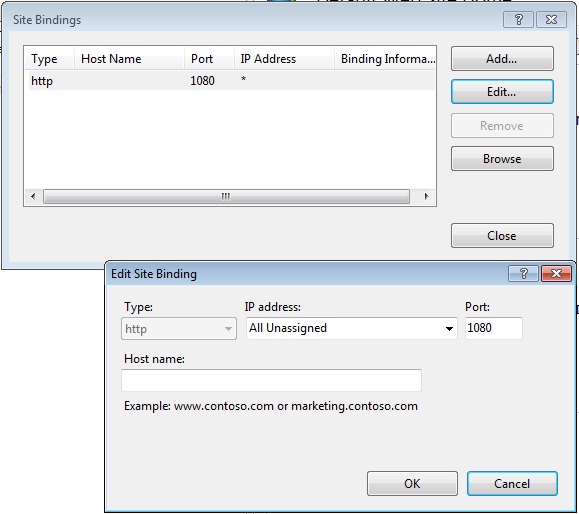 Site Bindings
Type Host Name Port IP Address Binding Informa...
http 1080 *
Add...
Edit...
Remove
Browse
Close
Edit Site Binding
Type: IP address: Port:
http All Unassigned 1080
Host name:
Example: www.contoso.com or marketing.contoso.com
OK Cancel